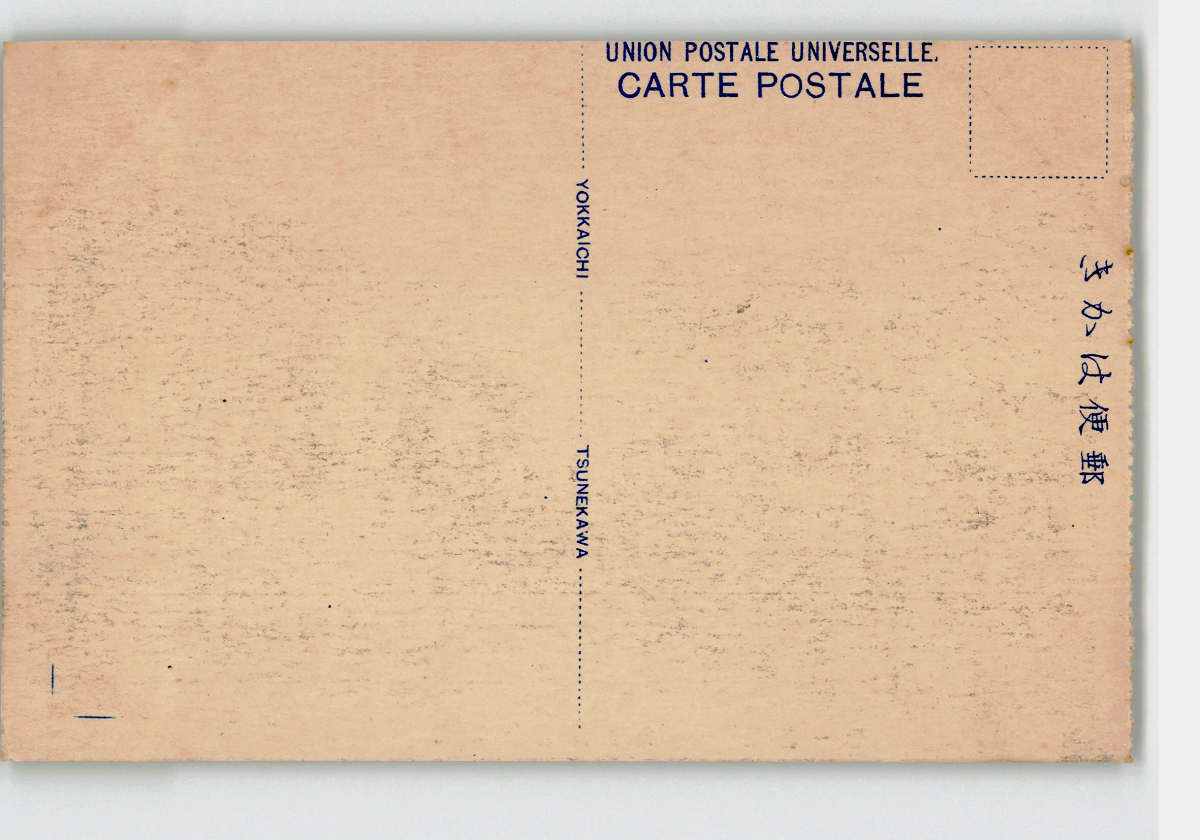 UNION POSTALE UNIVERSELLE.
CARTE POSTALE
YOKKAICHI
TSUNEKAWA
郵便はかき